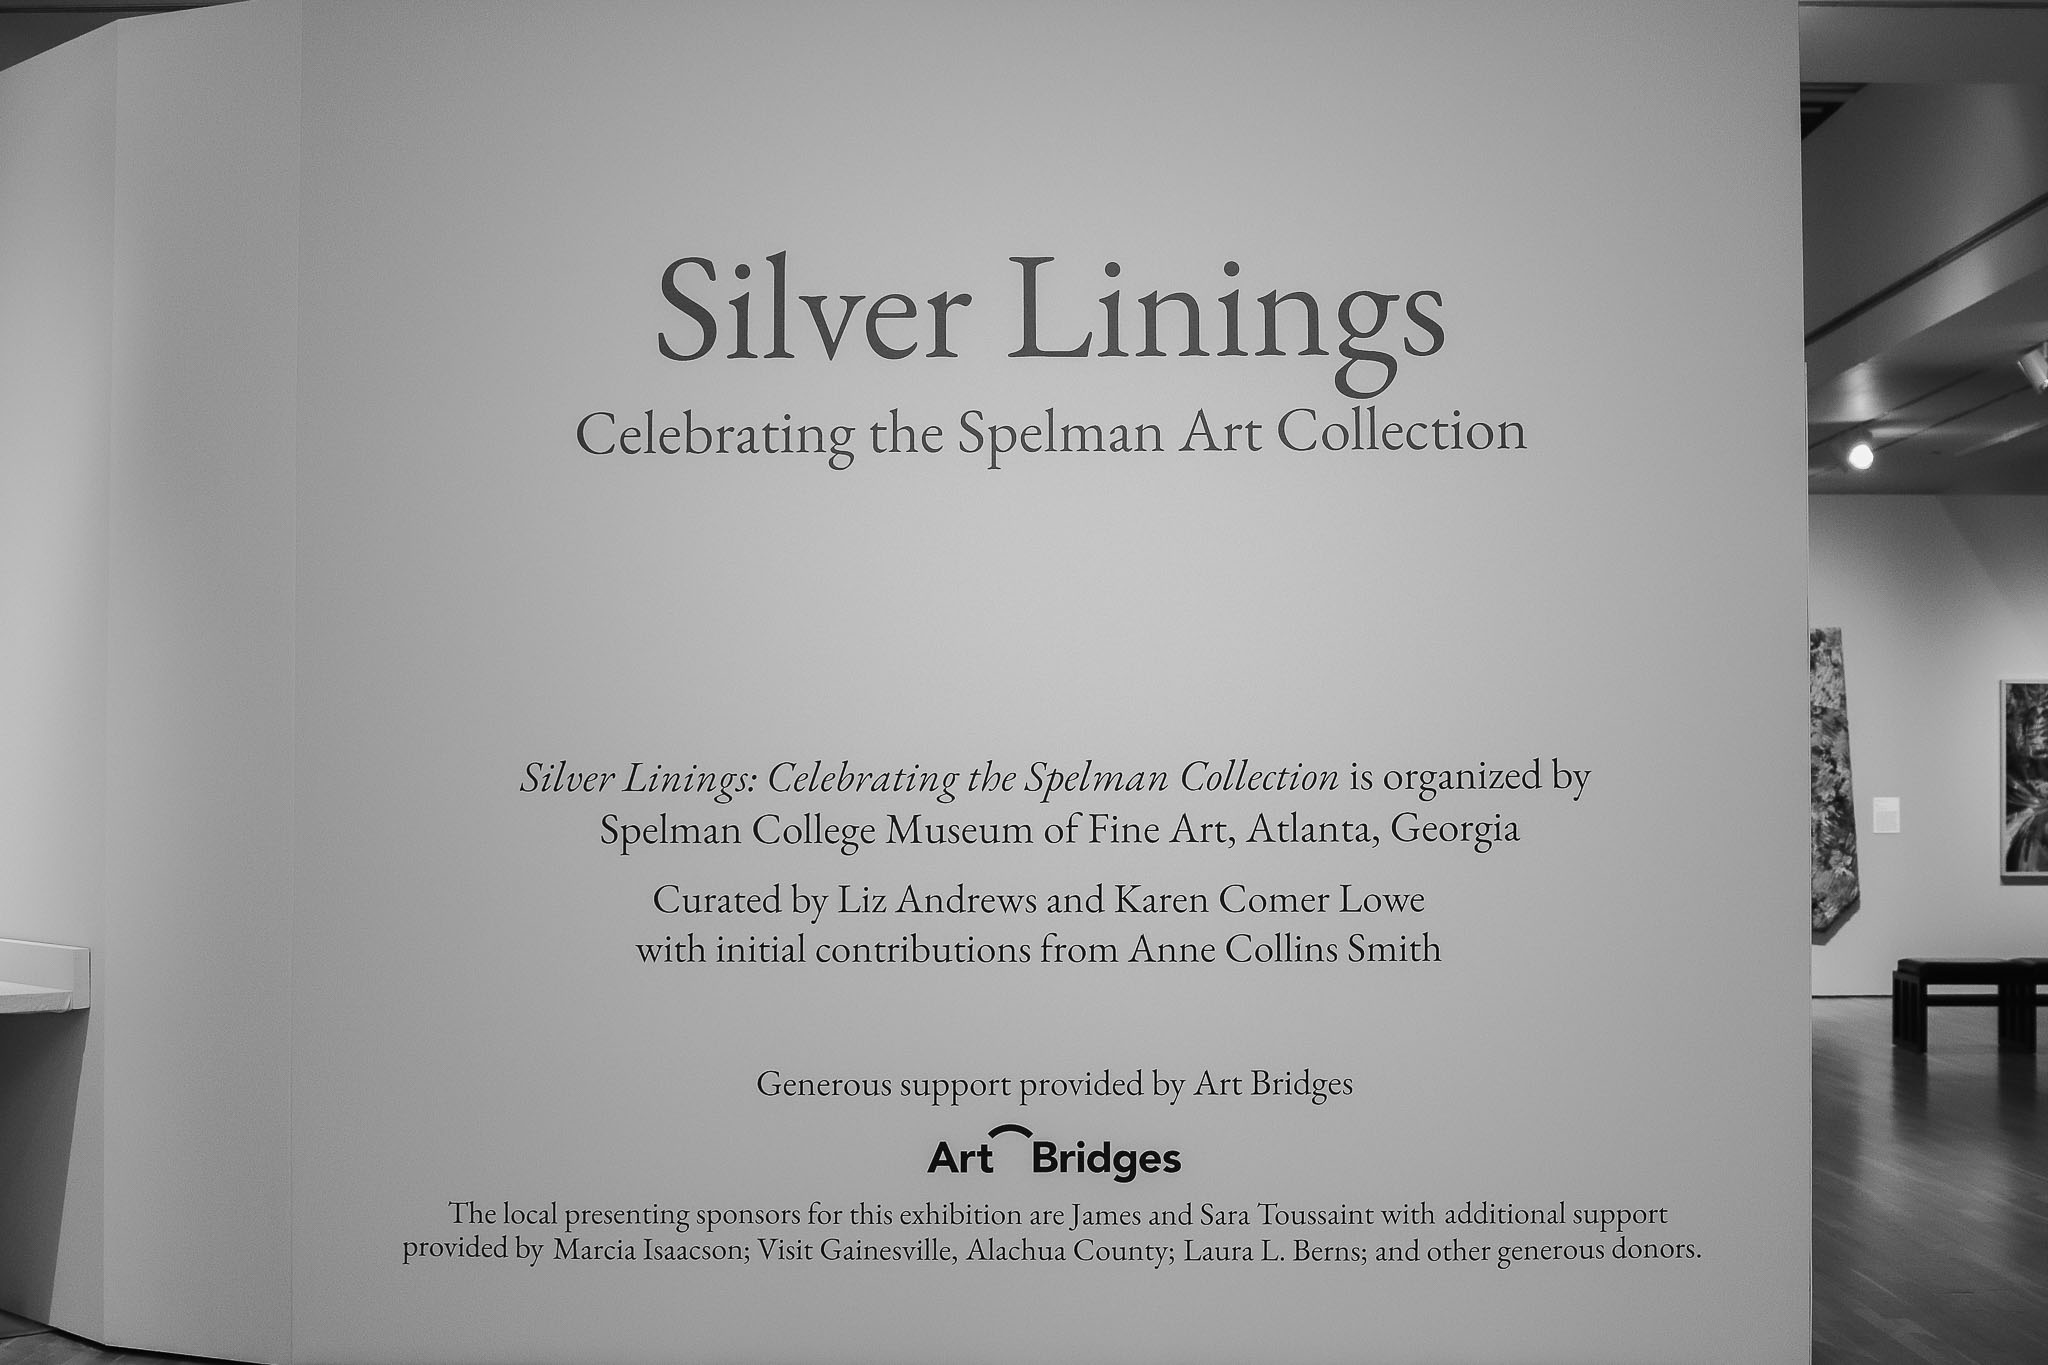 Silver Linings
Celebrating the Spelman Art Collection
Silver Linings: Celebrating the Spelman Collection is organized by
Spelman College Museum of Fine Art, Atlanta, Georgia
Curated by Liz Andrews and Karen Comer Lowe
with initial contributions from Anne Collins Smith
Generous support provided by Art Bridges
Art Bridges
The local presenting sponsors for this exhibition are James and Sara Toussaint with additional support
provided by Marcia Isaacson; Visit Gainesville, Alachua County; Laura L. Berns; and other generous donors.